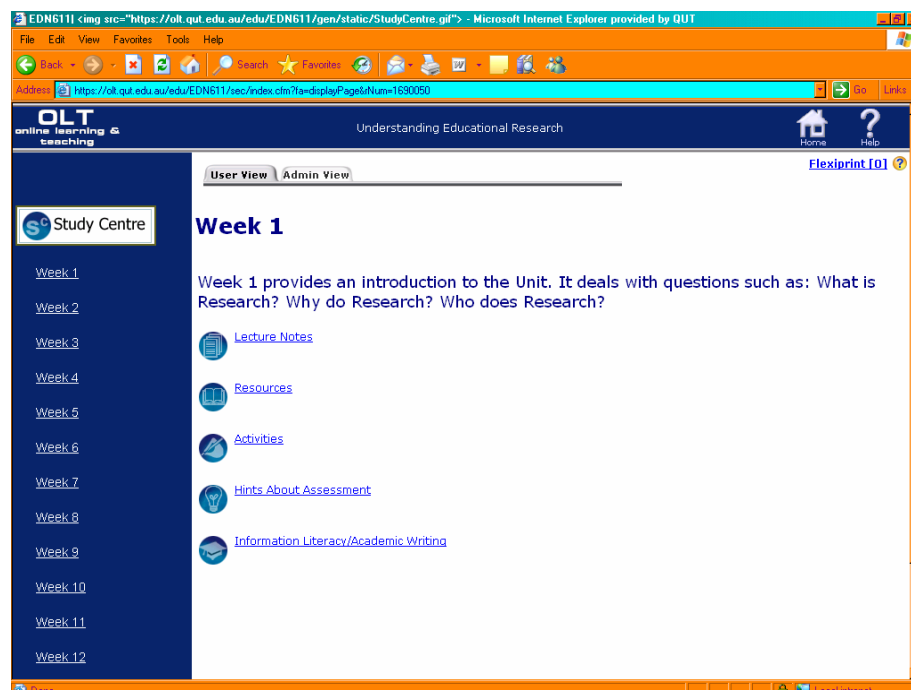 EDN611| <img src="https://olt.qut.edu.au/edu/EDN611/gen/static/StudyCentre.gif"> - Microsoft Internet Explorer provided by QUT
File Edit View Favorites Tools Help
Back Search Favorites
Address https://olt.qut.edu.au/edu/EDN611/sec/index.cfm?fa=displayPage&rNum=1690050 Go Links
OLT
online learning &
teaching
Understanding Educational Research
Home Help
Flexiprint [0]
User View Admin View
Sc Study Centre
Week 1
Week 2
Week 3
Week 4
Week 5
Week 6
Week 7
Week 8
Week 9
Week 10
Week 11
Week 12
Week 1
Week 1 provides an introduction to the Unit. It deals with questions such as: What is
Research? Why do Research? Who does Research?
Lecture Notes
Resources
Activities
Hints About Assessment
Information Literacy/Academic Writing